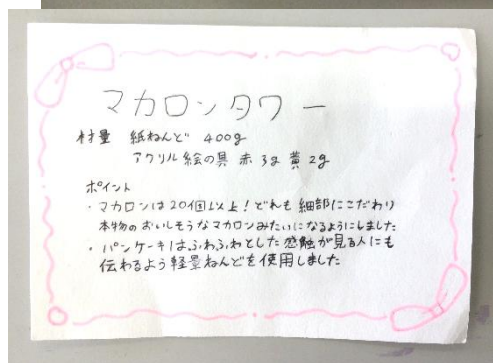 マカロンタワー
材量 紙ねんど 400g
アクリル絵の具 赤 3g 黄 2g
ポイント
・マカロンは20個以上！どれも細部にこだわり
本物のおいしそうなマカロンみたいになるようにしました
・パンケーキはふわふわとした感触が見る人にも
伝わるよう軽量ねんどを使用しました